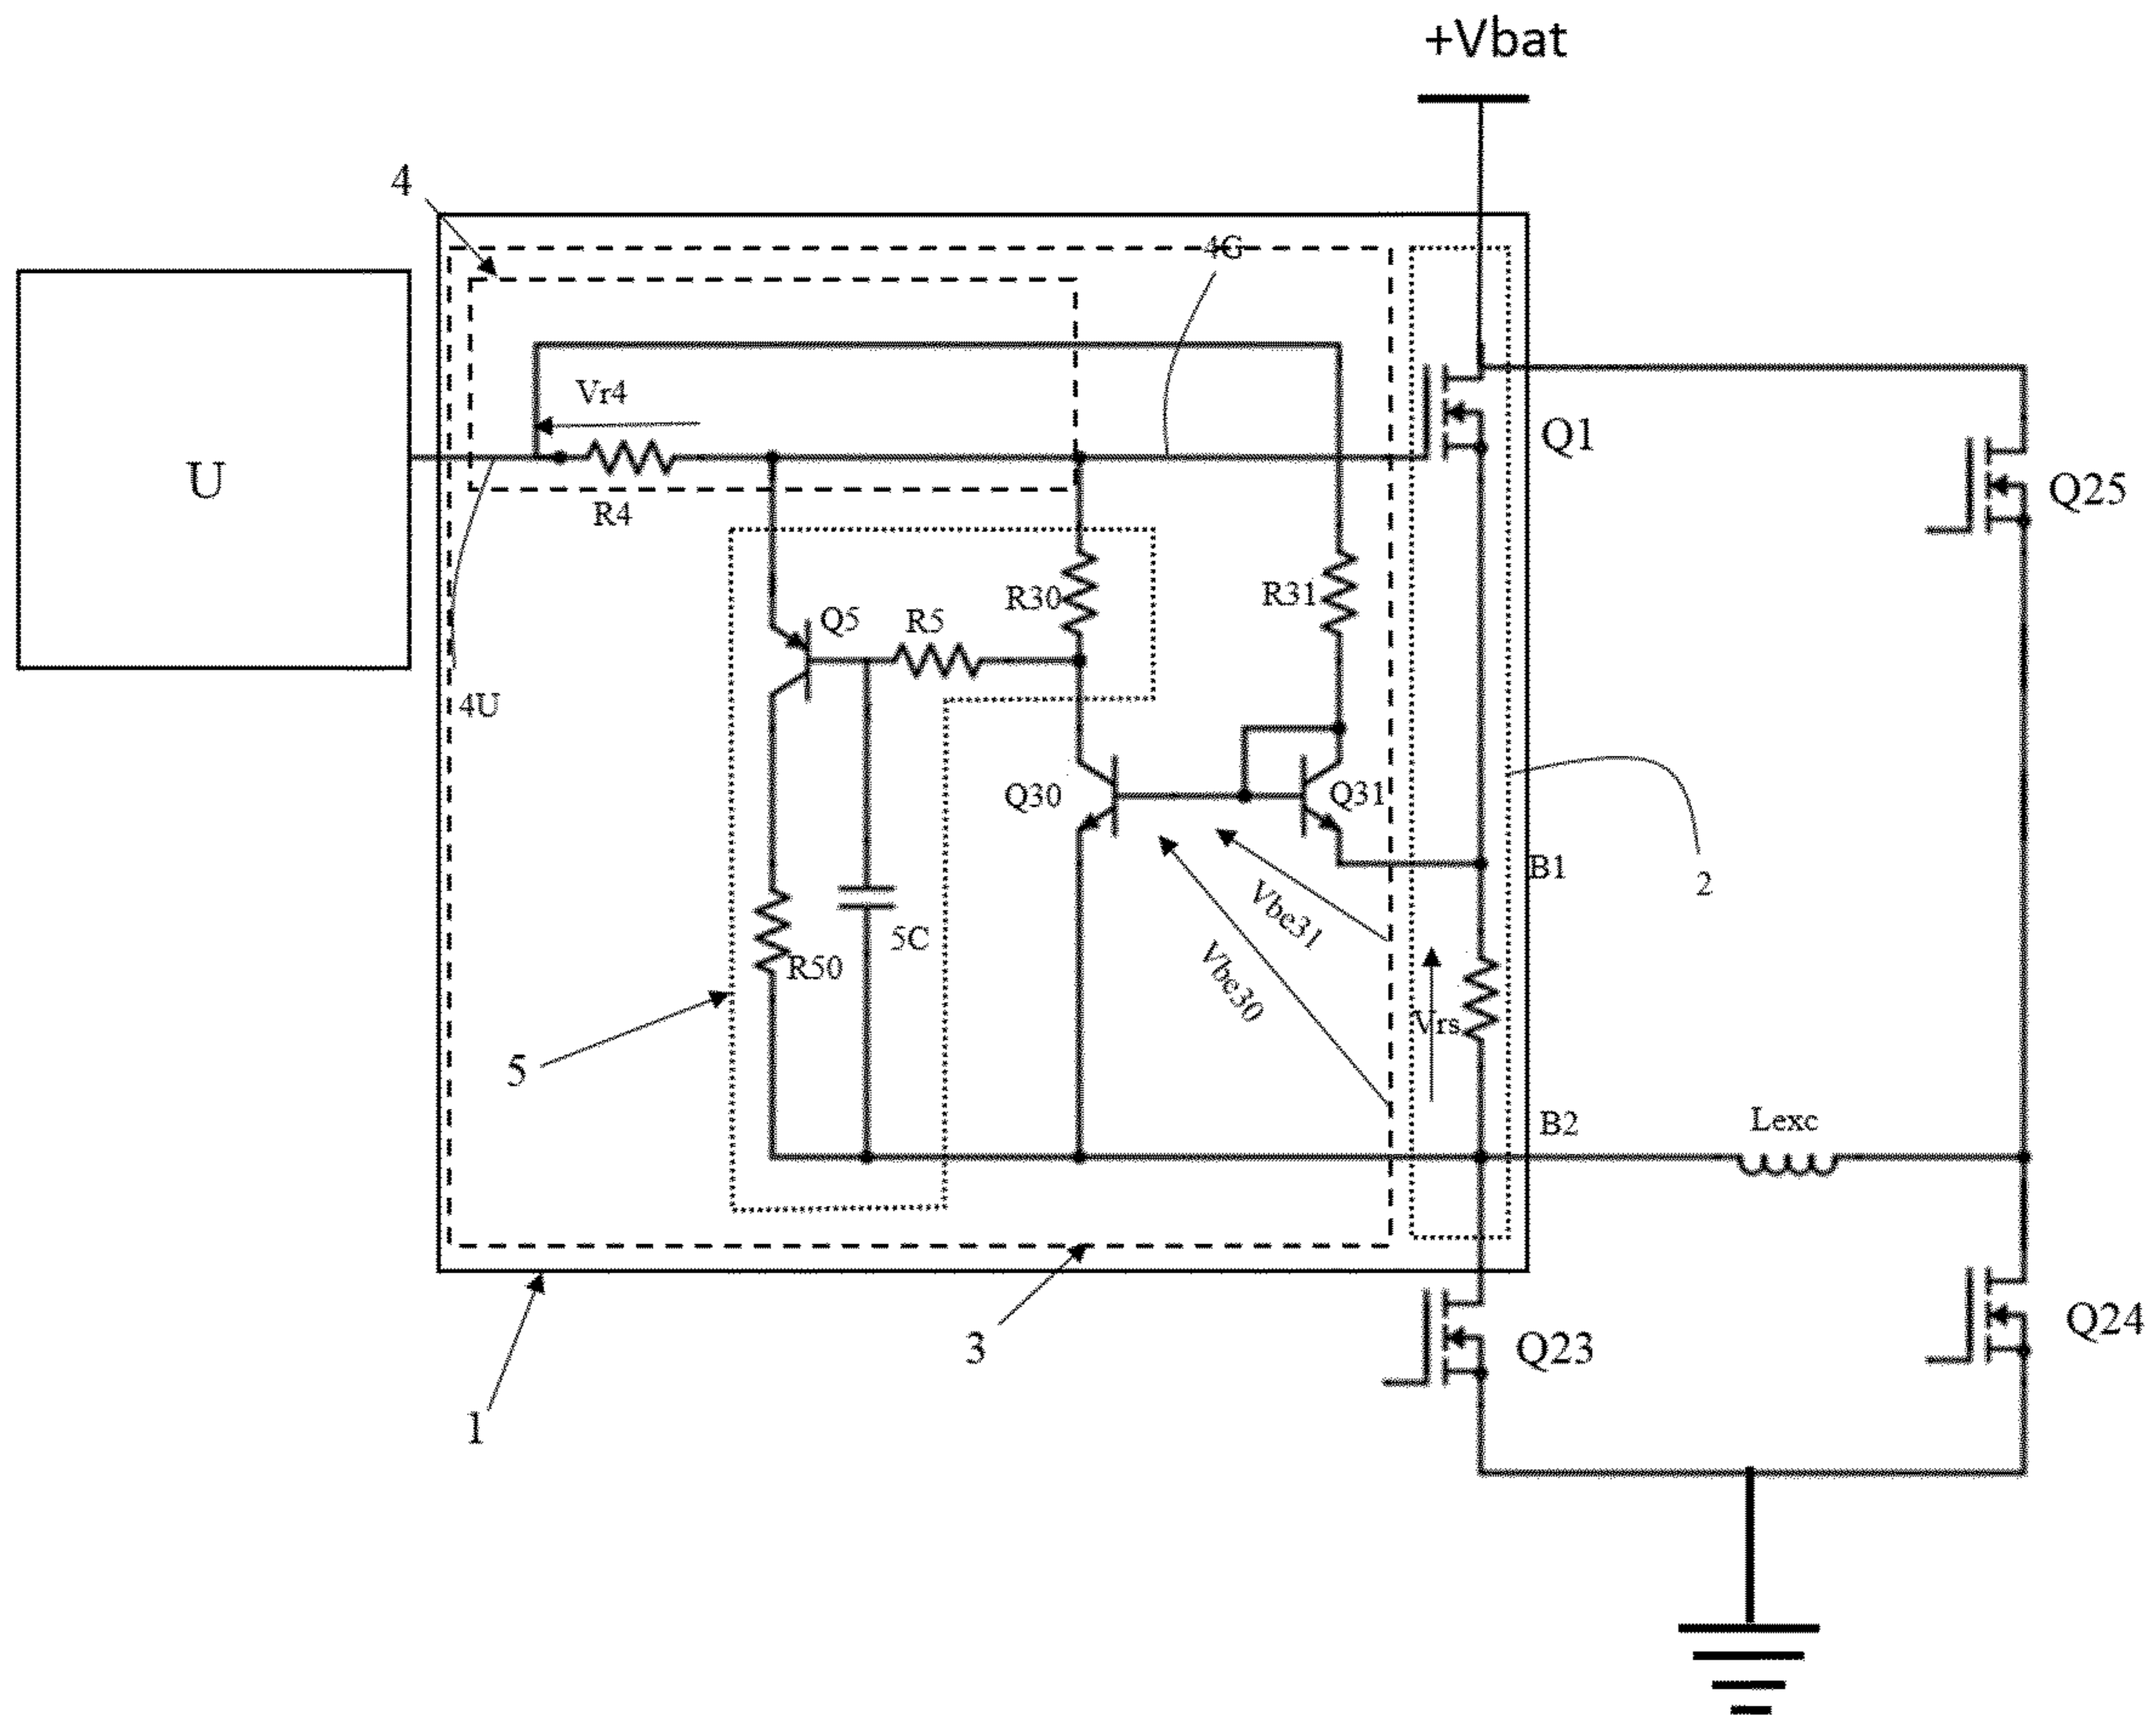 +Vbat
4
4G
Vr4
Q1
U
Q25
R4
R30
R31
Q5
R5
4U
Q30
Q31
B1
2
Vbe31
5C
R50
Vbe30
Vrs
5
B2
Lexc
3
Q23
Q24
1